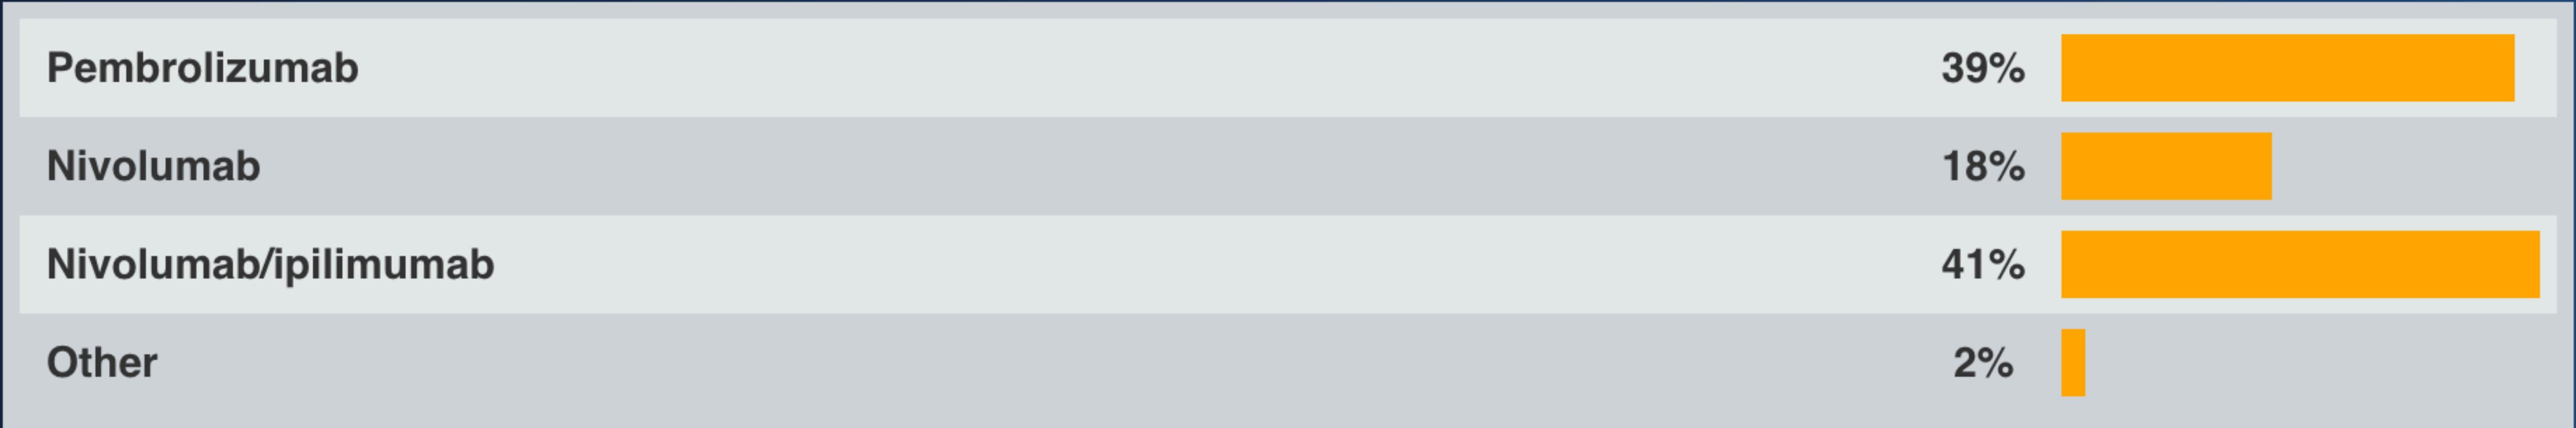 Pembrolizumab 39%
Nivolumab 18%
Nivolumab/ipilimumab 41%
Other 2%